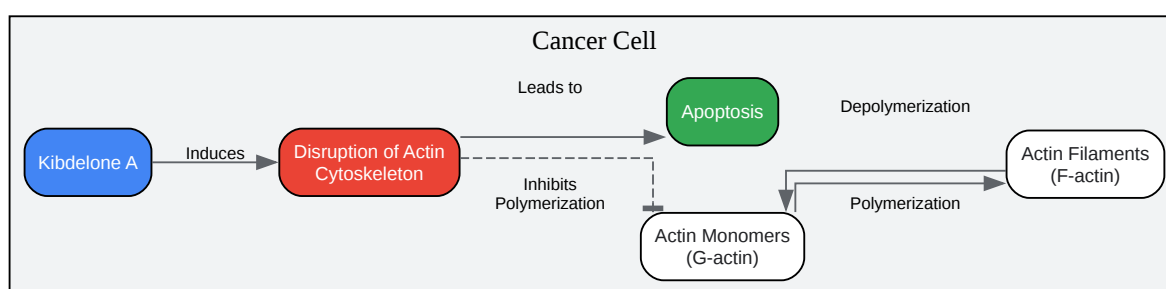 Cancer Cell
Leads to
Apoptosis
Depolymerization
Kibdelone A
Induces
Disruption of Actin
Cytoskeleton
Actin Filaments
(F-actin)
Inhibits
Polymerization
Polymerization
Actin Monomers
(G-actin)